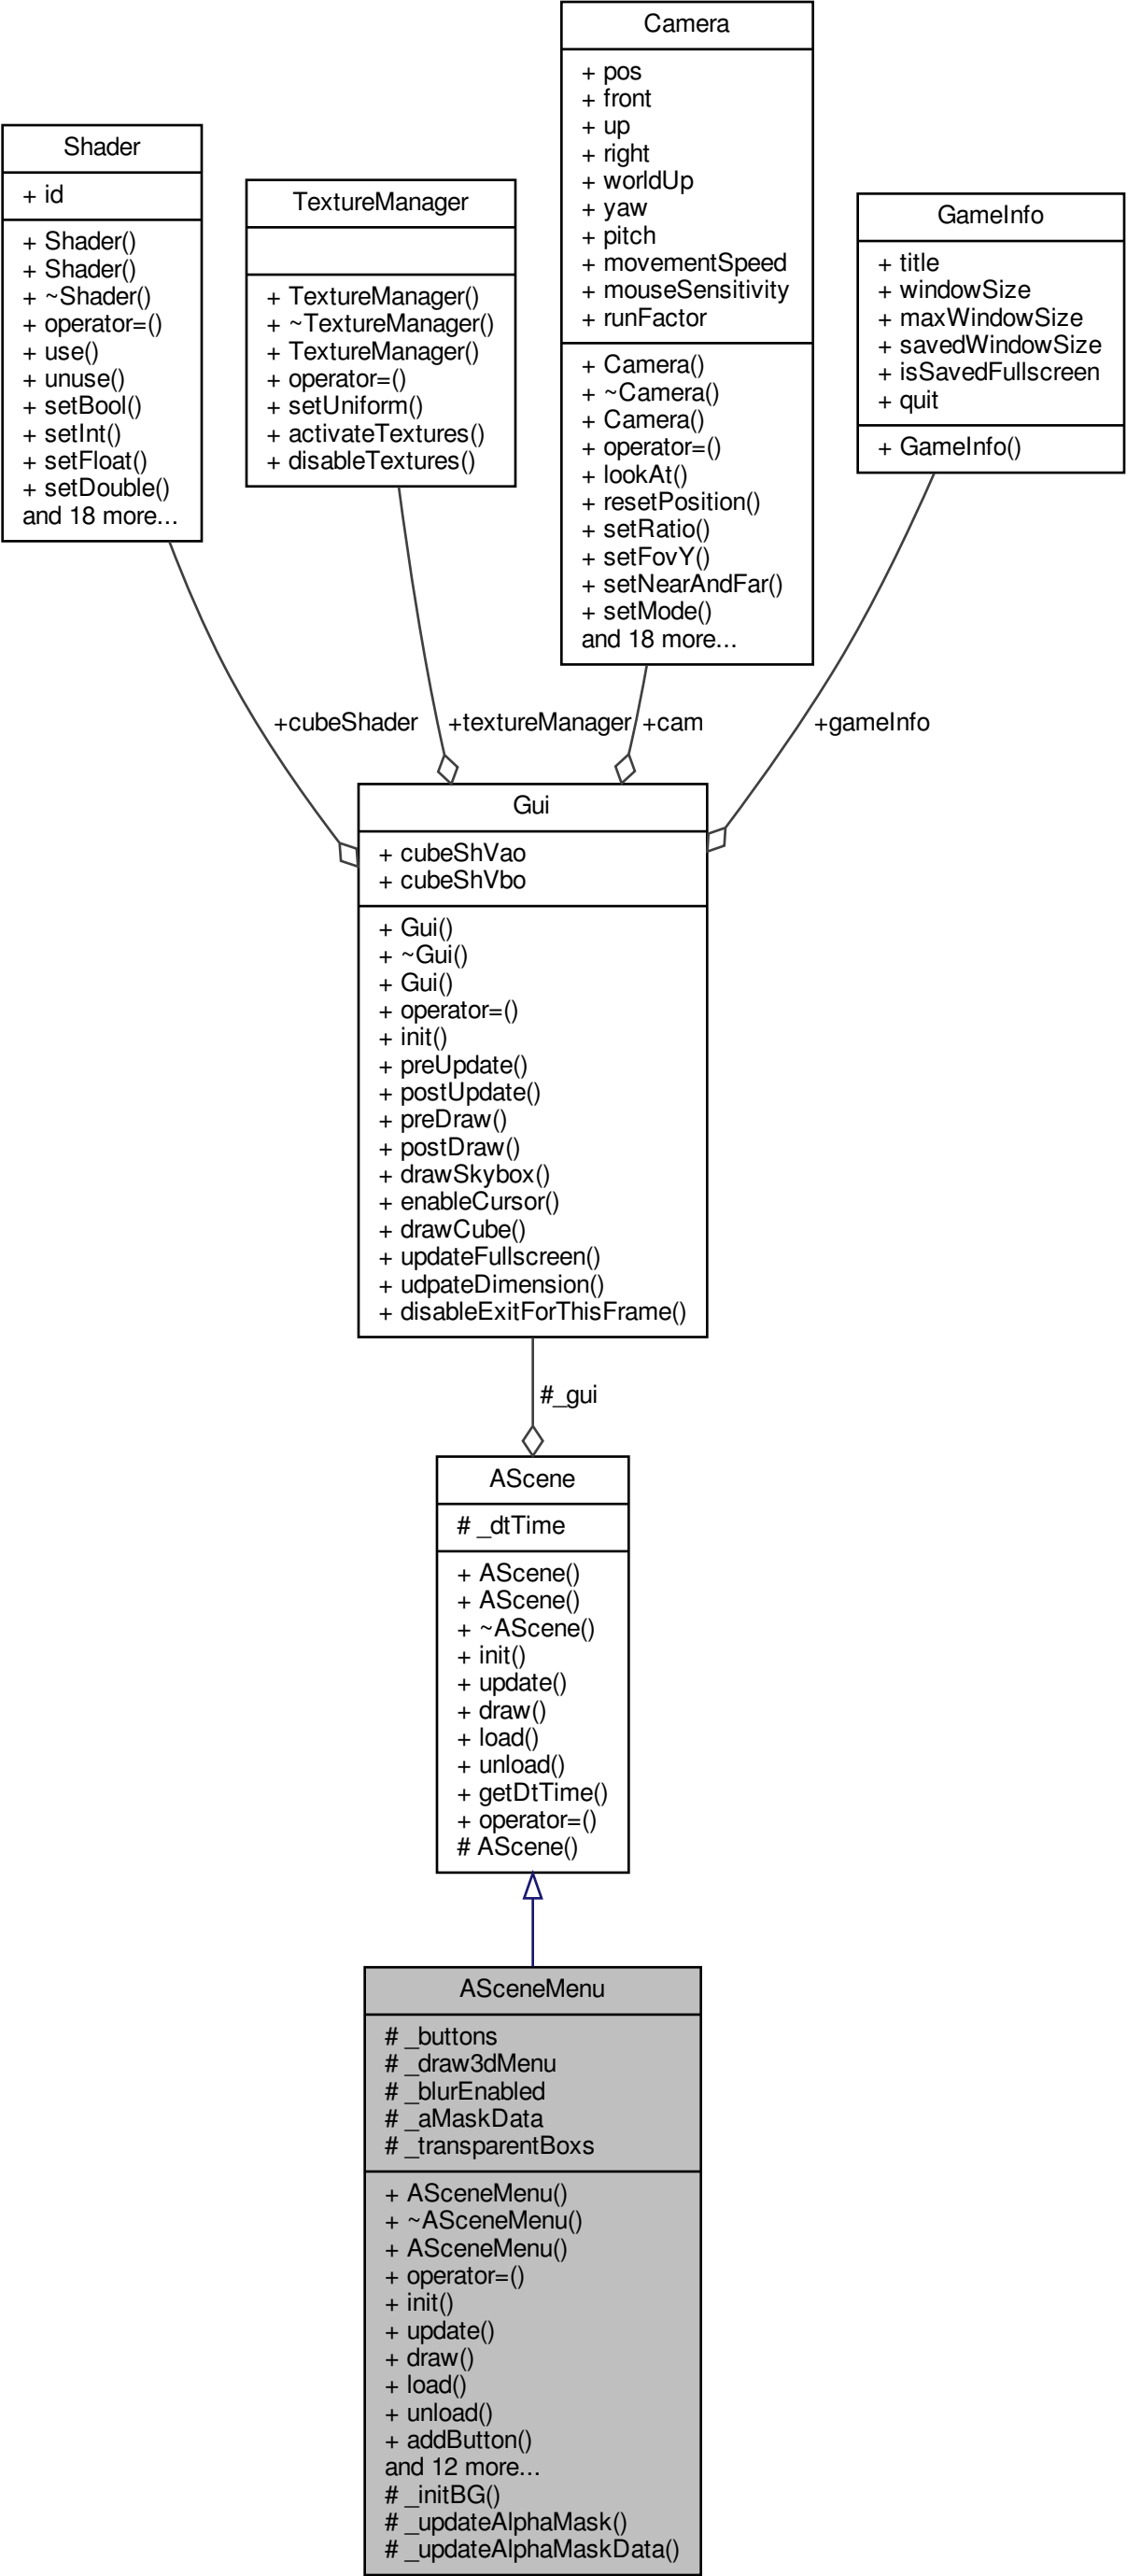 Camera
+ pos
+ front
+ up
+ right
+ worldUp
+ yaw
+ pitch
+ movementSpeed
+ mouseSensitivity
+ runFactor
+ Camera()
+ ~Camera()
+ Camera()
+ operator=()
+ lookAt()
+ resetPosition()
+ setRatio()
+ setFovY()
+ setNearAndFar()
+ setMode()
and 18 more...
Shader
+ id
+ Shader()
+ Shader()
+ ~Shader()
+ operator=()
+ use()
+ unuse()
+ setBool()
+ setInt()
+ setFloat()
+ setDouble()
and 18 more...
TextureManager
+ TextureManager()
+ ~TextureManager()
+ TextureManager()
+ operator=()
+ setUniform()
+ activateTextures()
+ disableTextures()
GameInfo
+ title
+ windowSize
+ maxWindowSize
+ savedWindowSize
+ isSavedFullscreen
+ quit
+ GameInfo()
+cubeShader
+textureManager
+cam
+gameInfo
Gui
+ cubeShVao
+ cubeShVbo
+ Gui()
+ ~Gui()
+ Gui()
+ operator=()
+ init()
+ preUpdate()
+ postUpdate()
+ preDraw()
+ postDraw()
+ drawSkybox()
+ enableCursor()
+ drawCube()
+ updateFullscreen()
+ udpateDimension()
+ disableExitForThisFrame()
#_gui
AScene
# _dtTime
+ AScene()
+ AScene()
+ ~AScene()
+ init()
+ update()
+ draw()
+ load()
+ unload()
+ getDtTime()
+ operator=()
# AScene()
ASceneMenu
# _buttons
# _draw3dMenu
# _blurEnabled
# _aMaskData
# _transparentBoxs
+ ASceneMenu()
+ ~ASceneMenu()
+ ASceneMenu()
+ operator=()
+ init()
+ update()
+ draw()
+ load()
+ unload()
+ addButton()
and 12 more...
# _initBG()
# _updateAlphaMask()
# _updateAlphaMaskData()